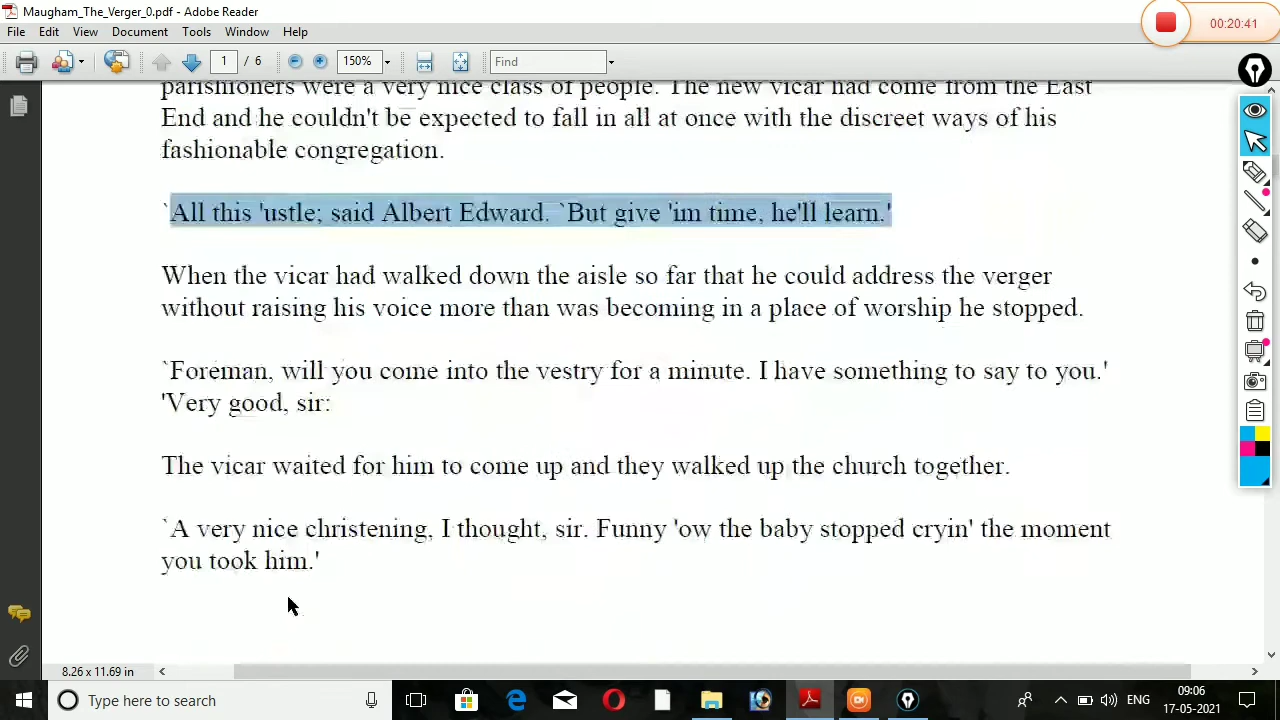 Maugham_The_Verger_0.pdf - Adobe Reader
00:20:41
File Edit View Document Tools Window Help
1 / 6 150% Find
parishioners were a very nice class of people. The new vicar had come from the East
End and he couldn't be expected to fall in all at once with the discreet ways of his
fashionable congregation.
`All this 'ustle; said Albert Edward. `But give 'im time, he'll learn.'
When the vicar had walked down the aisle so far that he could address the verger
without raising his voice more than was becoming in a place of worship he stopped.
`Foreman, will you come into the vestry for a minute. I have something to say to you.'
'Very good, sir:
The vicar waited for him to come up and they walked up the church together.
`A very nice christening, I thought, sir. Funny 'ow the baby stopped cryin' the moment
you took him.'
8.26 x 11.69 in
Type here to search
ENG
09:06
17-05-2021